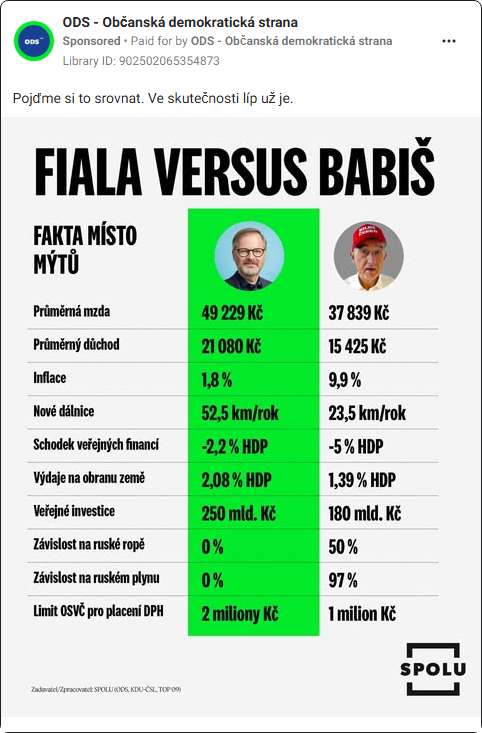 ODS - Občanská demokratická strana
Sponsored • Paid for by ODS - Občanská demokratická strana
Library ID: 902502065354873
Pojďme si to srovnat. Ve skutečnosti líp už je.
FIALA VERSUS BABIŠ
FAKTA MÍSTO
MÝTŮ
Průměrná mzda 49 229 Kč 37 839 Kč
Průměrný důchod 21 080 Kč 15 425 Kč
Inflace 1,8 % 9,9 %
Nové dálnice 52,5 km/rok 23,5 km/rok
Schodek veřejných financí -2,2 % HDP -5 % HDP
Výdaje na obranu země 2,08 % HDP 1,39 % HDP
Veřejné investice 250 mld. Kč 180 mld. Kč
Závislost na ruské ropě 0 % 50 %
Závislost na ruském plynu 0 % 97 %
Limit OSVČ pro placení DPH 2 miliony Kč 1 milion Kč
SPOLU
Zadavatel/Zpracovatel: SPOLU (ODS, KDU-ČSL, TOP 09)